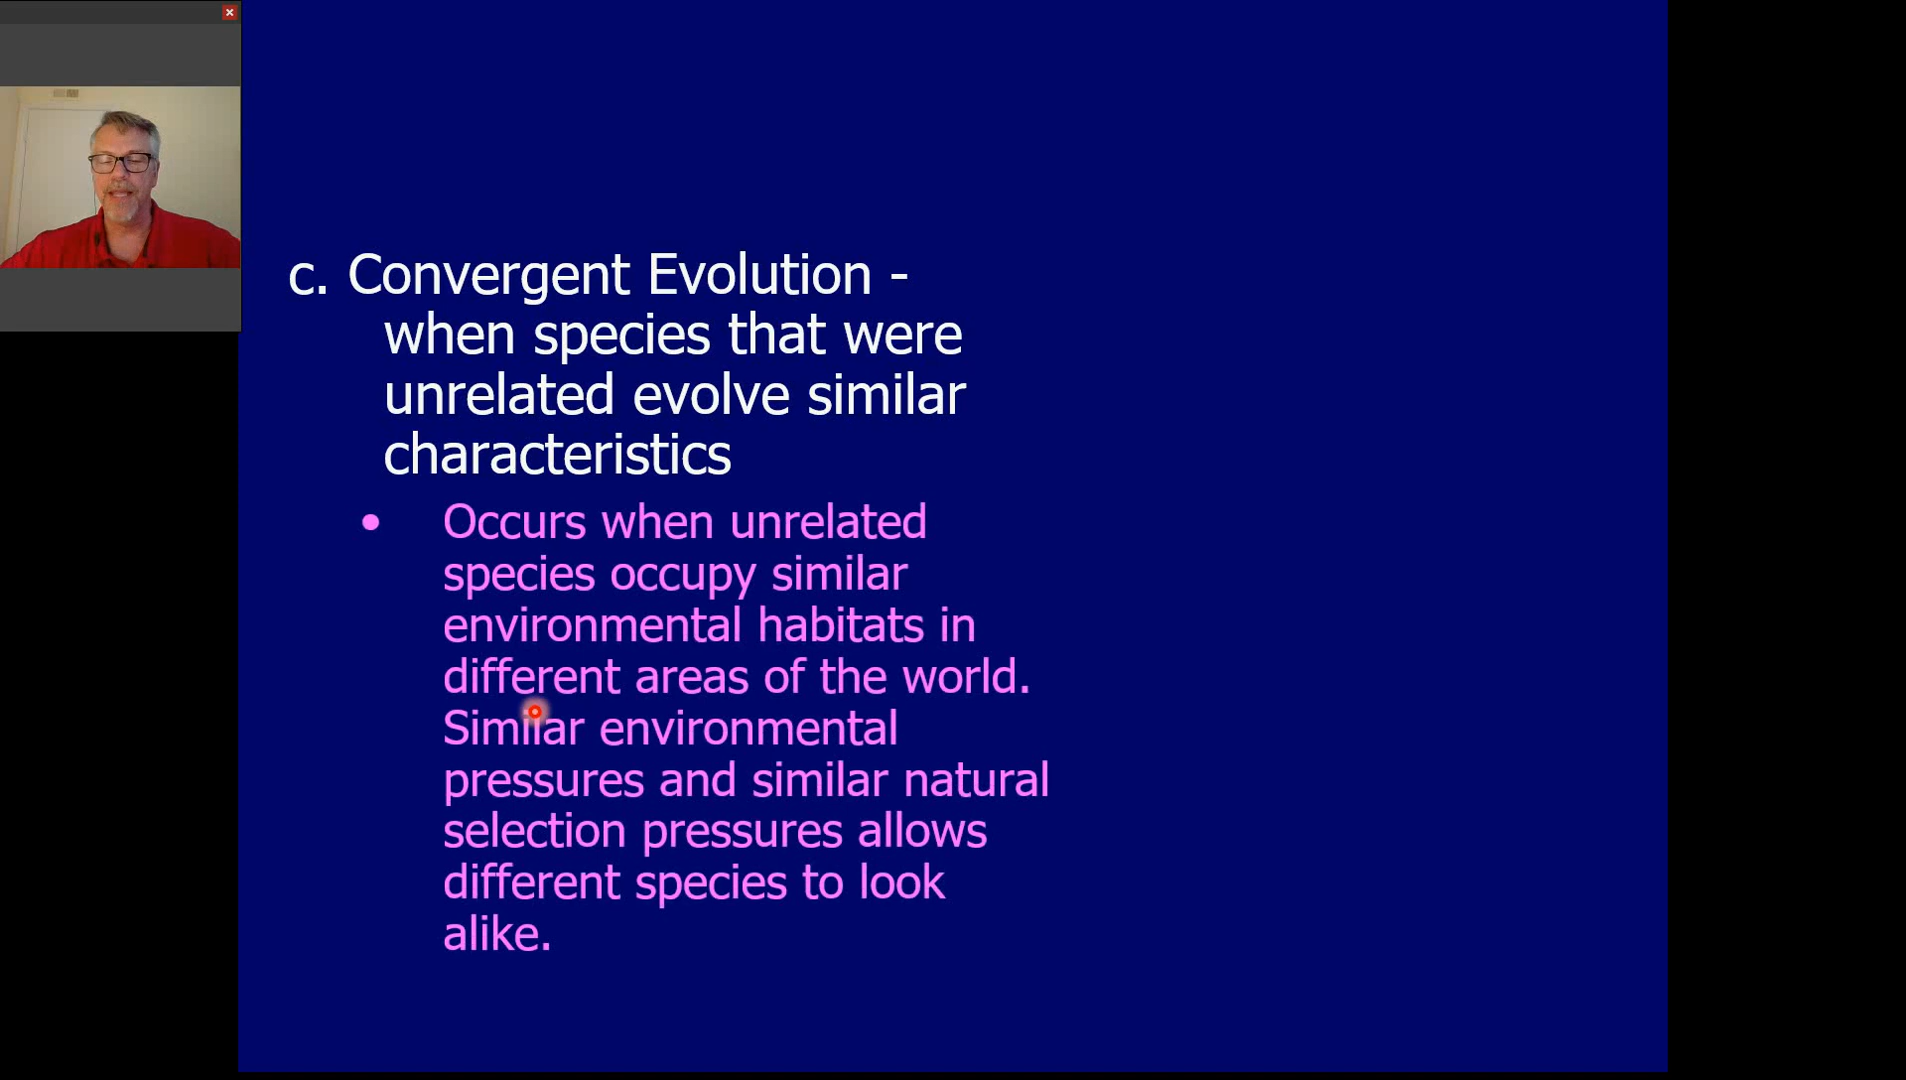 c. Convergent Evolution -
when species that were
unrelated evolve similar
characteristics
• Occurs when unrelated
species occupy similar
environmental habitats in
different areas of the world.
Similar environmental
pressures and similar natural
selection pressures allows
different species to look
alike.